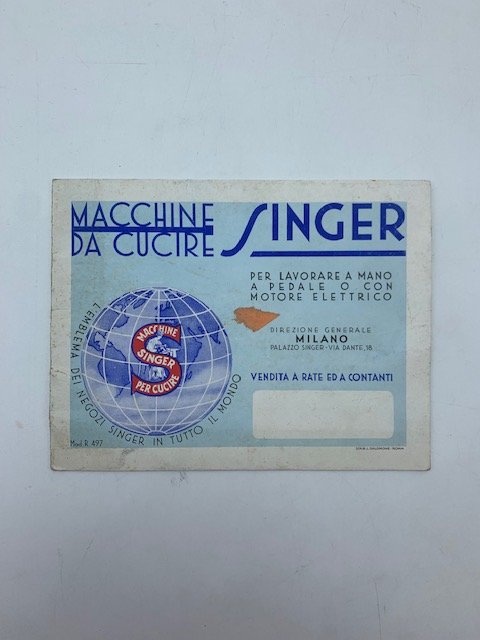 MACCHINE
DA CUCIRE
SINGER
PER LAVORARE A MANO
A PEDALE O CON
MOTORE ELETTRICO
DIREZIONE GENERALE
MILANO
PALAZZO SINGER - VIA DANTE, 18
VENDITA A RATE ED A CONTANTI
L'EMBLEMA DEI NEGOZI SINGER IN TUTTO IL MONDO
MACCHINE
SINGER
PER CUCIRE
Mod. R. 497